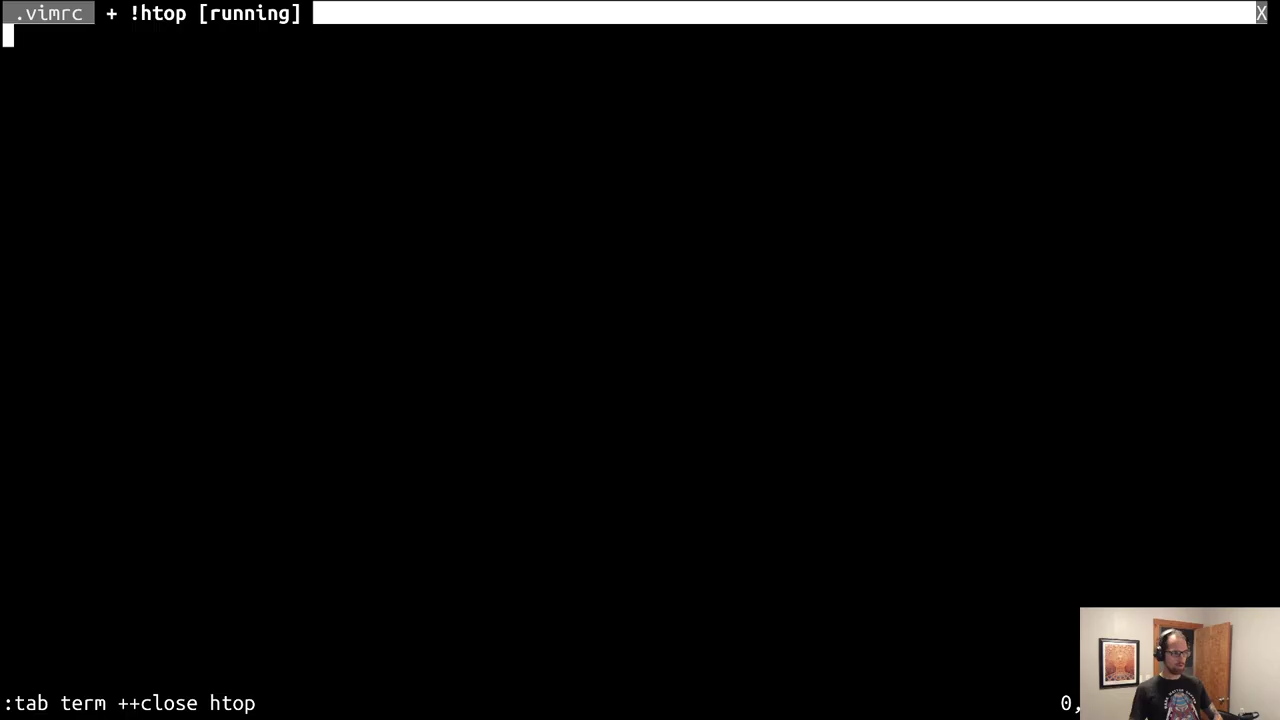 .vimrc + !htop [running] X
:tab term ++close htop 0,